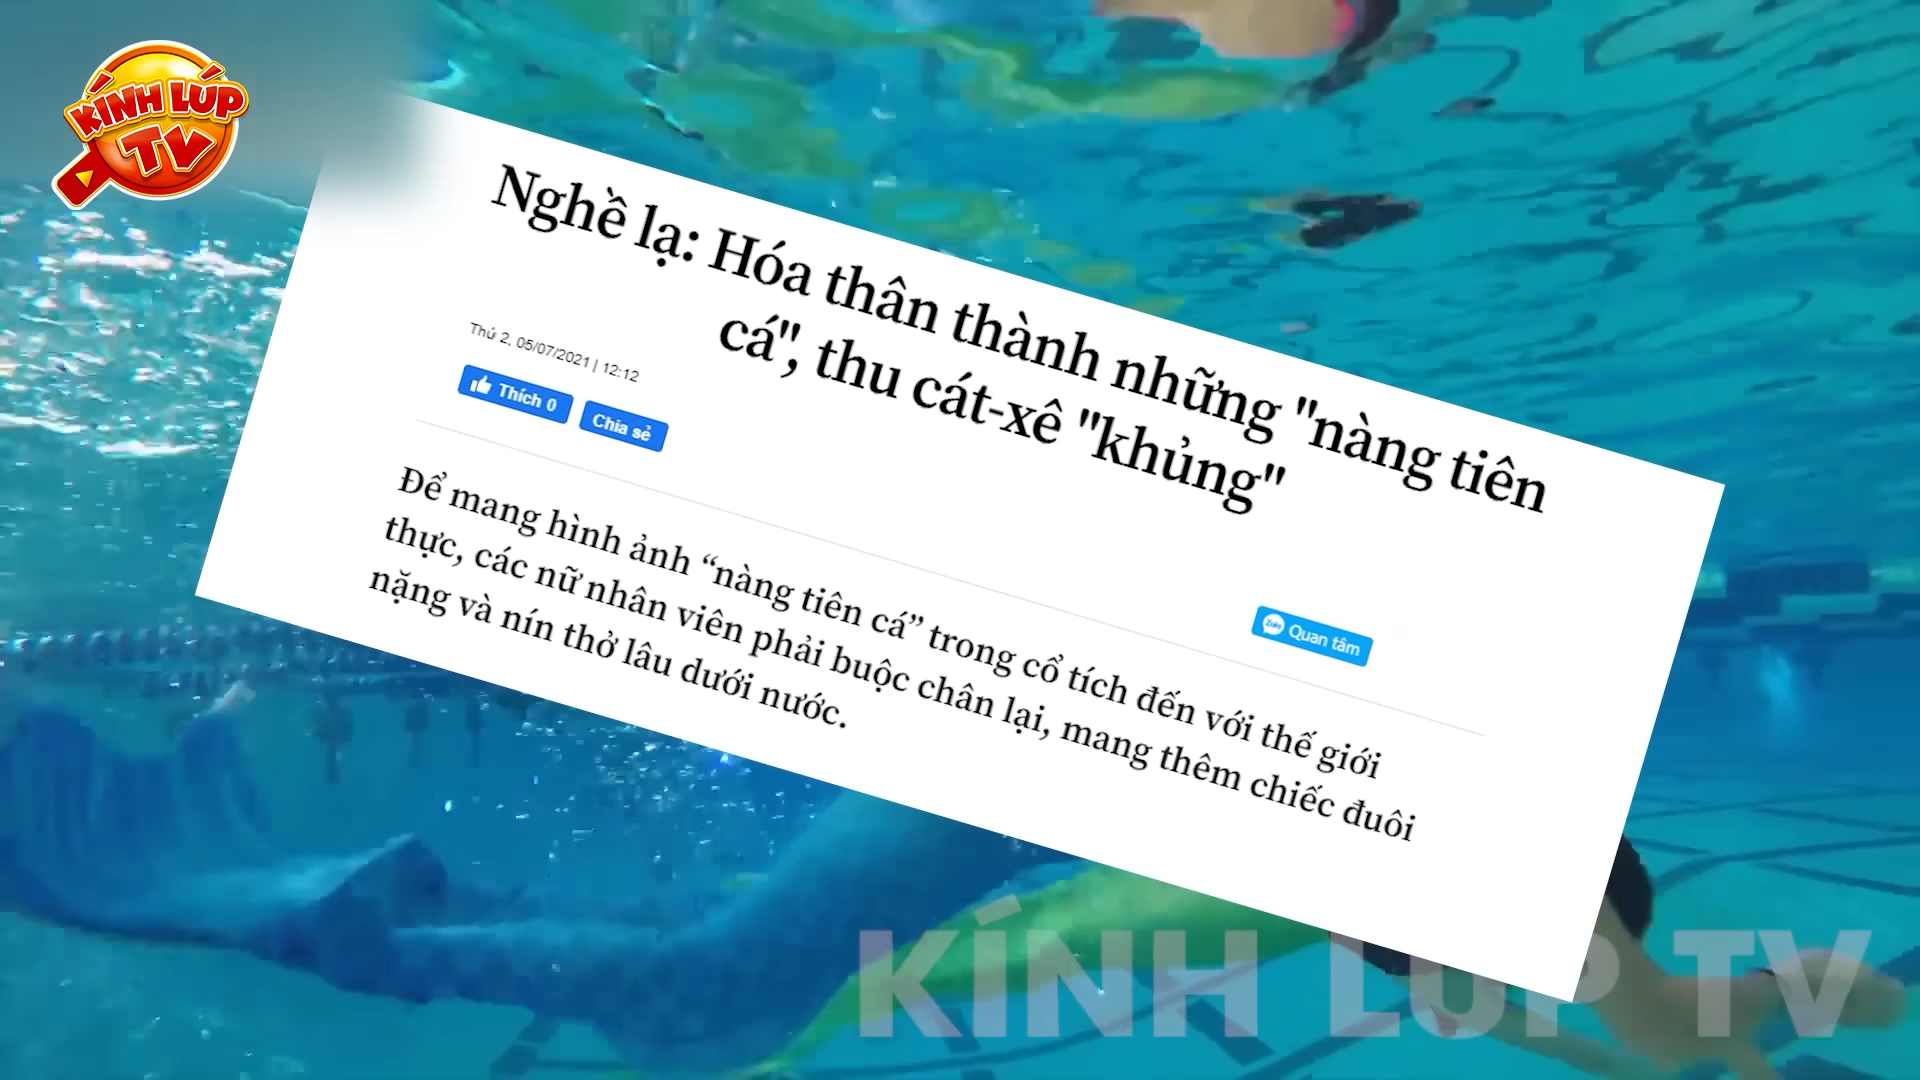 KÍNH LÚP
TV
Nghề lạ: Hóa thân thành những "nàng tiên
cá", thu cát-xê "khủng"
Thứ 2, 05/07/2021 | 12:12
Thích 0
Chia sẻ
Zalo
Quan tâm
Để mang hình ảnh “nàng tiên cá” trong cổ tích đến với thế giới
thực, các nữ nhân viên phải buộc chân lại, mang thêm chiếc đuôi
nặng và nín thở lâu dưới nước.
KÍNH LÚP TV